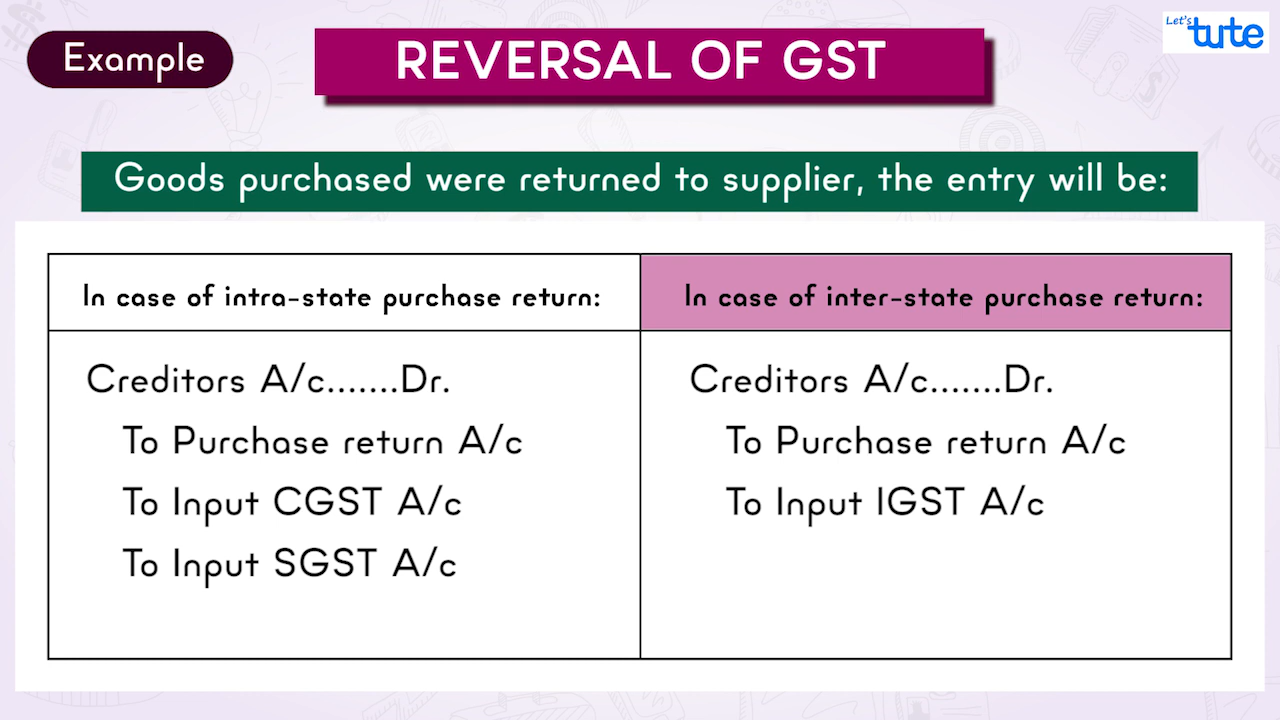 Example
REVERSAL OF GST
Let's
tute
Goods purchased were returned to supplier, the entry will be:
In case of intra-state purchase return:
In case of inter-state purchase return:
Creditors A/c.......Dr.
To Purchase return A/c
To Input CGST A/c
To Input SGST A/c
Creditors A/c.......Dr.
To Purchase return A/c
To Input IGST A/c